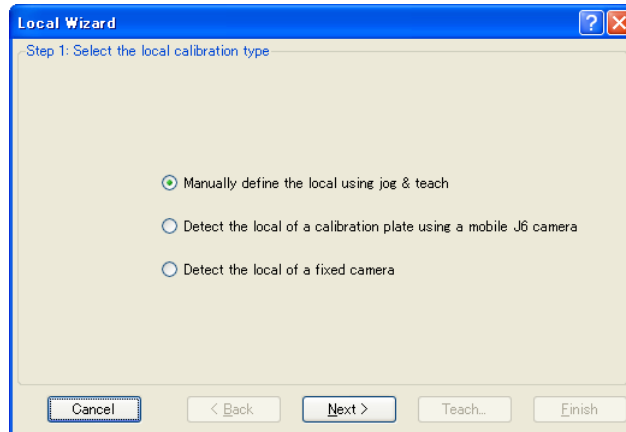 Local Wizard
?
Step 1: Select the local calibration type
Manually define the local using jog & teach
Detect the local of a calibration plate using a mobile J6 camera
Detect the local of a fixed camera
Cancel < Back Next > Teach... Finish